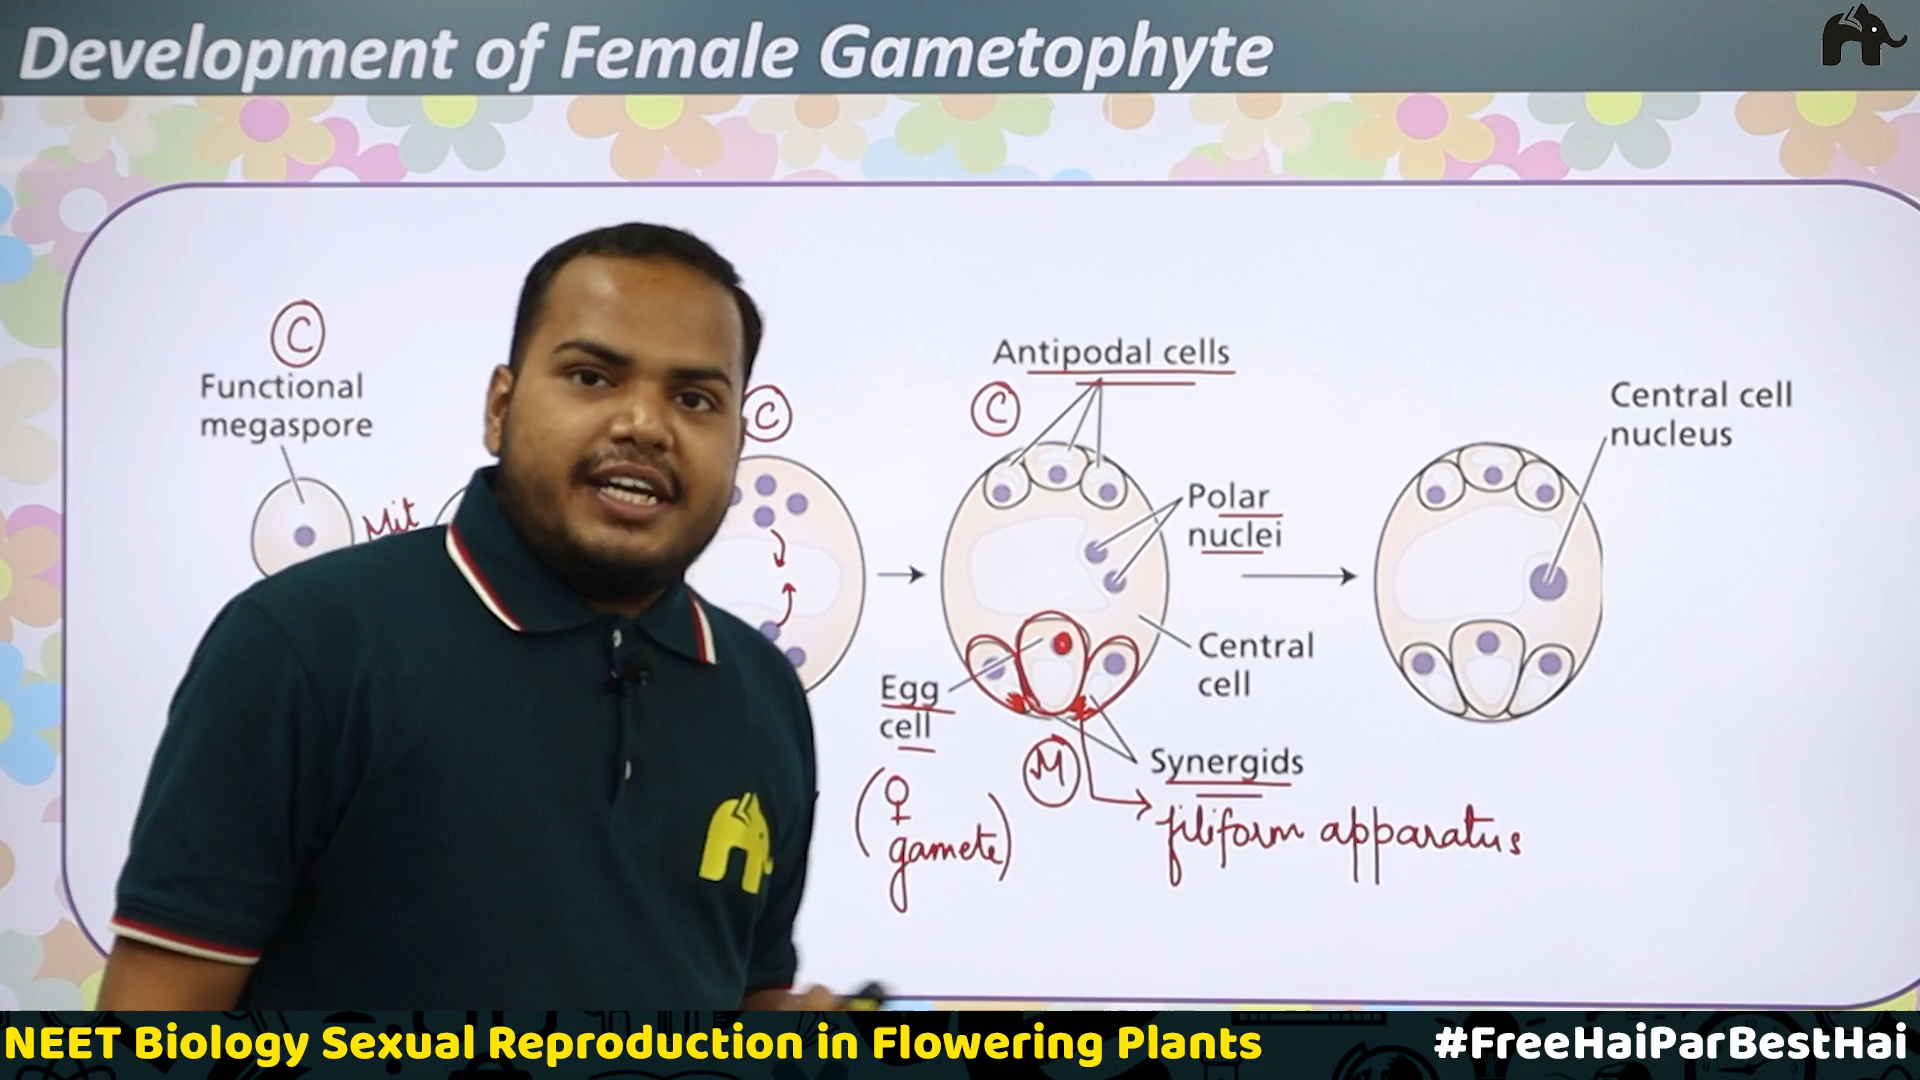 Development of Female Gametophyte
C
Functional
megaspore
Mit
C
Antipodal cells
C
Polar
nuclei
Central cell
nucleus
Central
cell
Egg
cell
(♀
gamete)
M
Synergids
filiform apparatus
NEET Biology Sexual Reproduction in Flowering Plants
#FreeHaiParBestHai